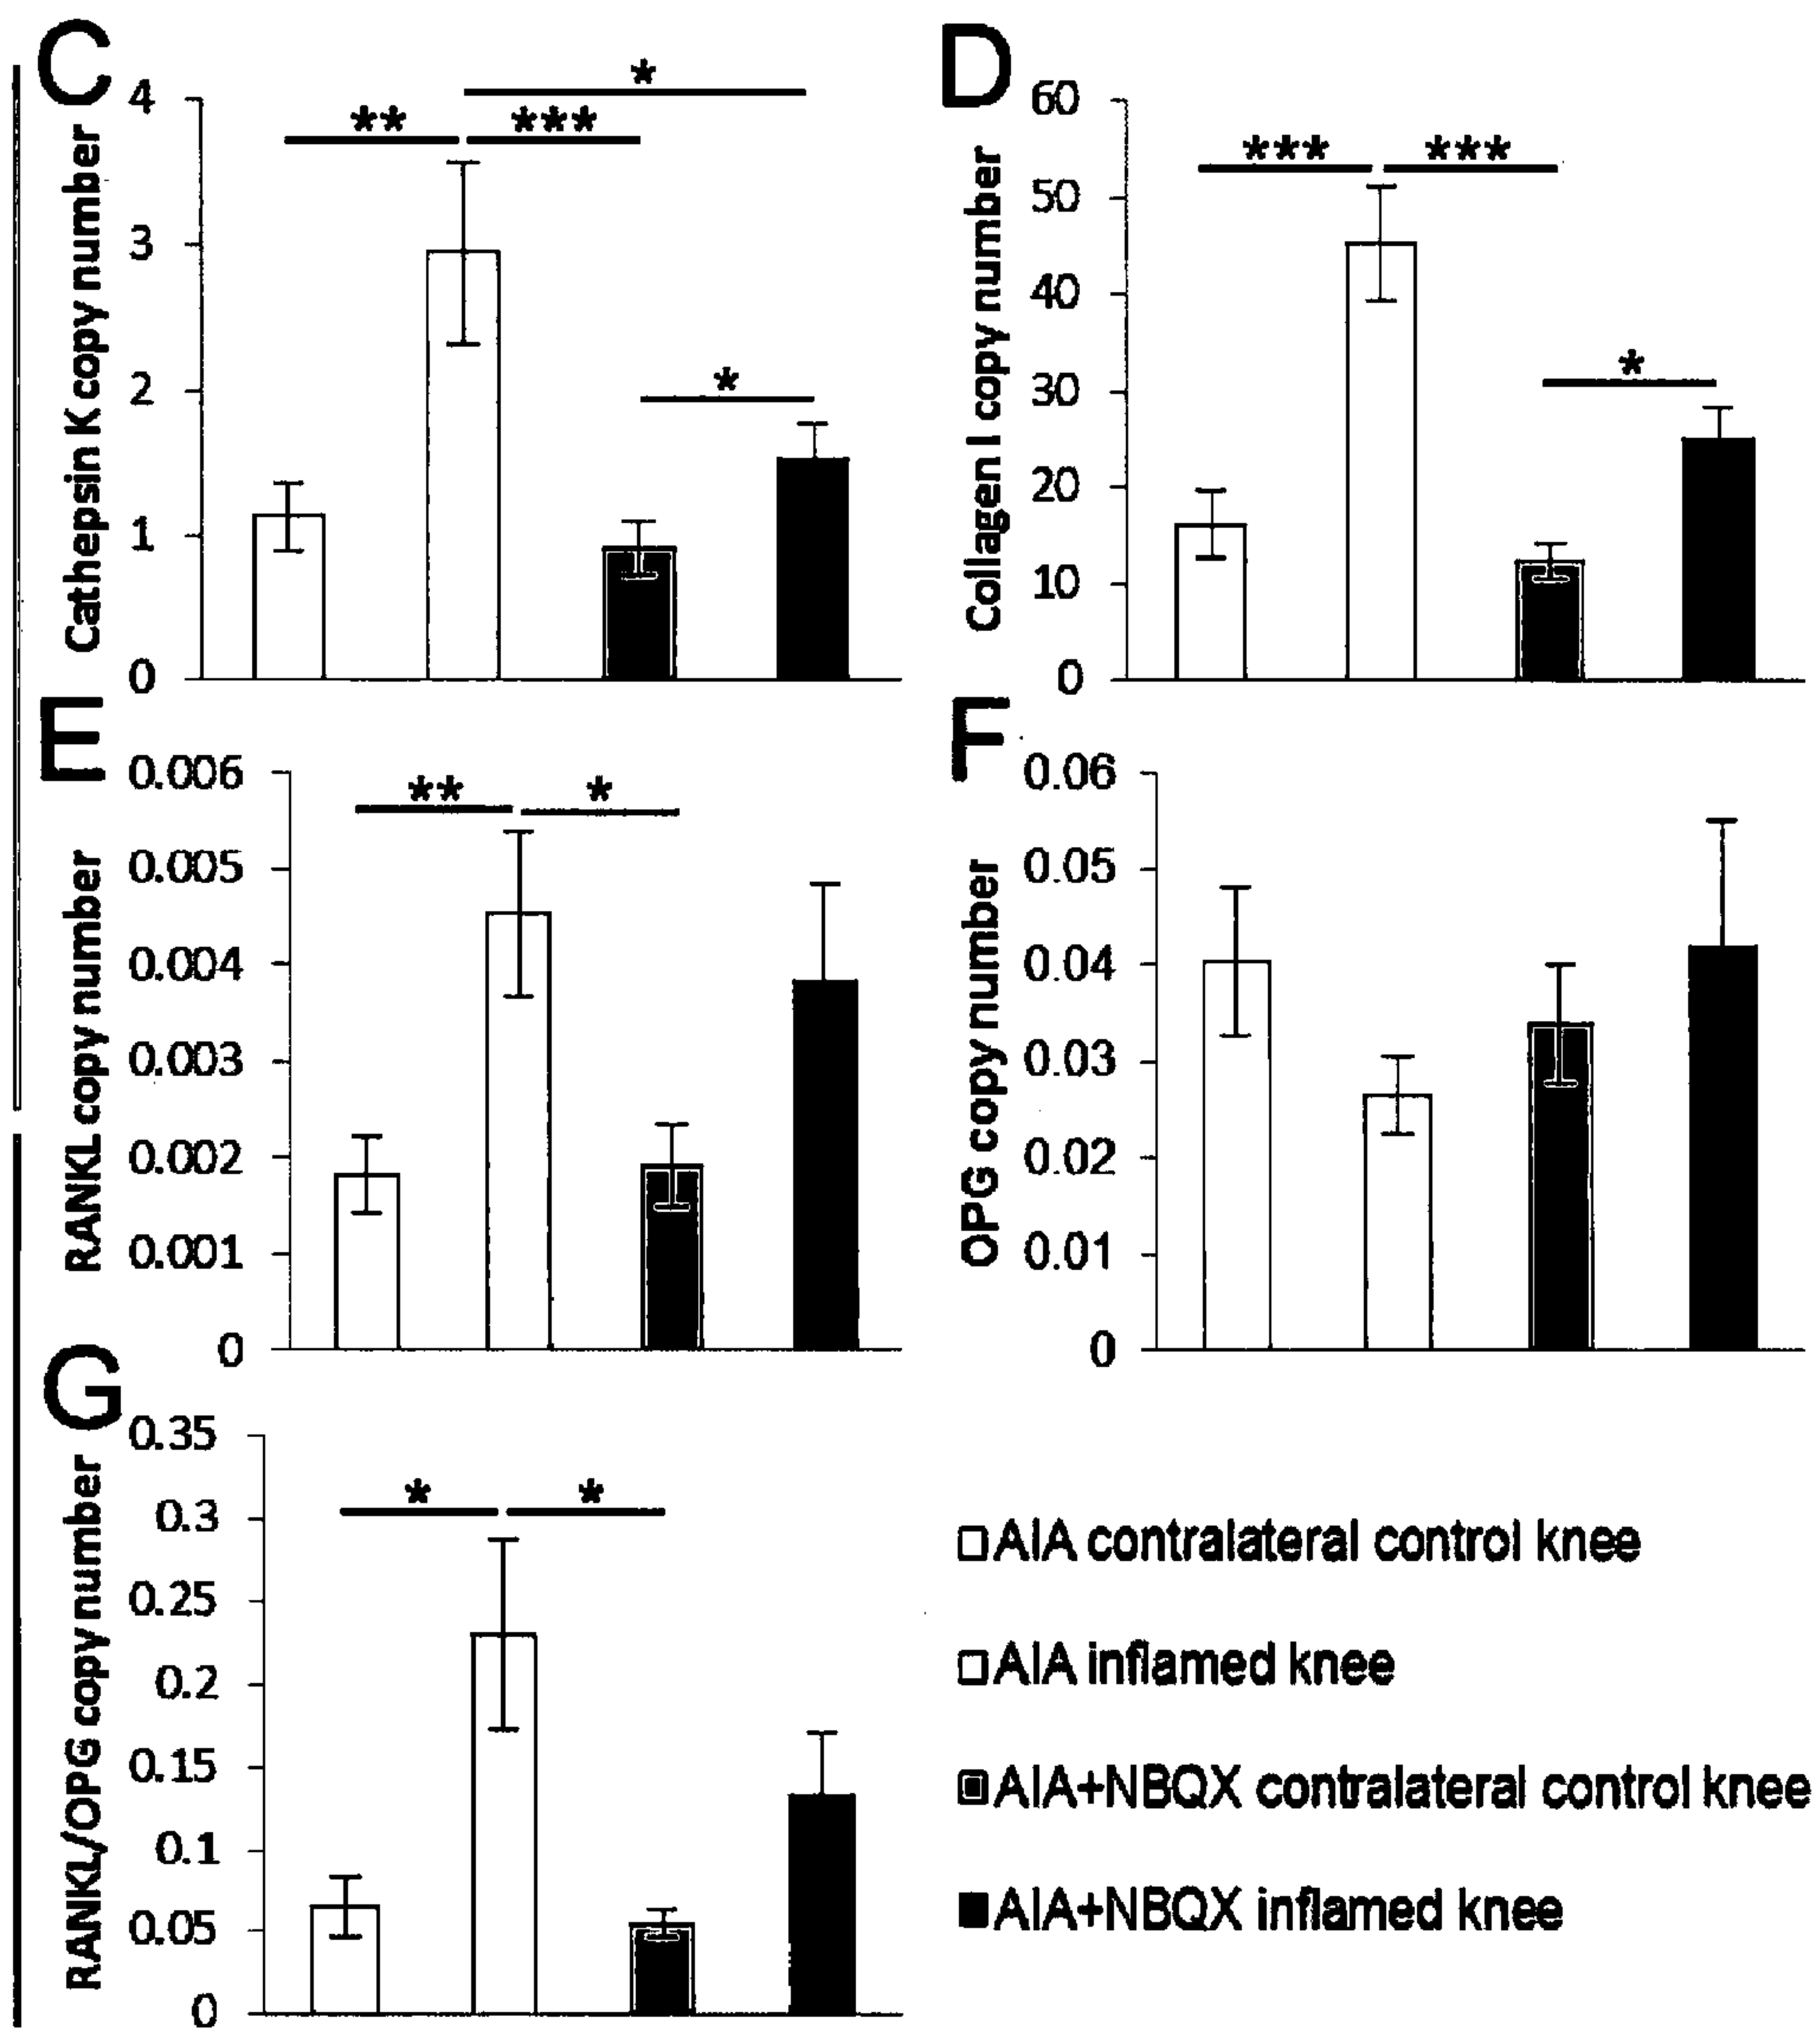 C
Cathepsin K copy number
4
3
2
1
0
*
** ***
*
D
Collagen I copy number
60
50
40
30
20
10
0
*** ***
*
E
RANKL copy number
0.006
0.005
0.004
0.003
0.002
0.001
0
** *
F
OPG copy number
0.06
0.05
0.04
0.03
0.02
0.01
0
G
RANKL/OPG copy number
0.35
0.3
0.25
0.2
0.15
0.1
0.05
0
* *
AIA contralateral control knee
AIA inflamed knee
AIA+NBQX contralateral control knee
AIA+NBQX inflamed knee